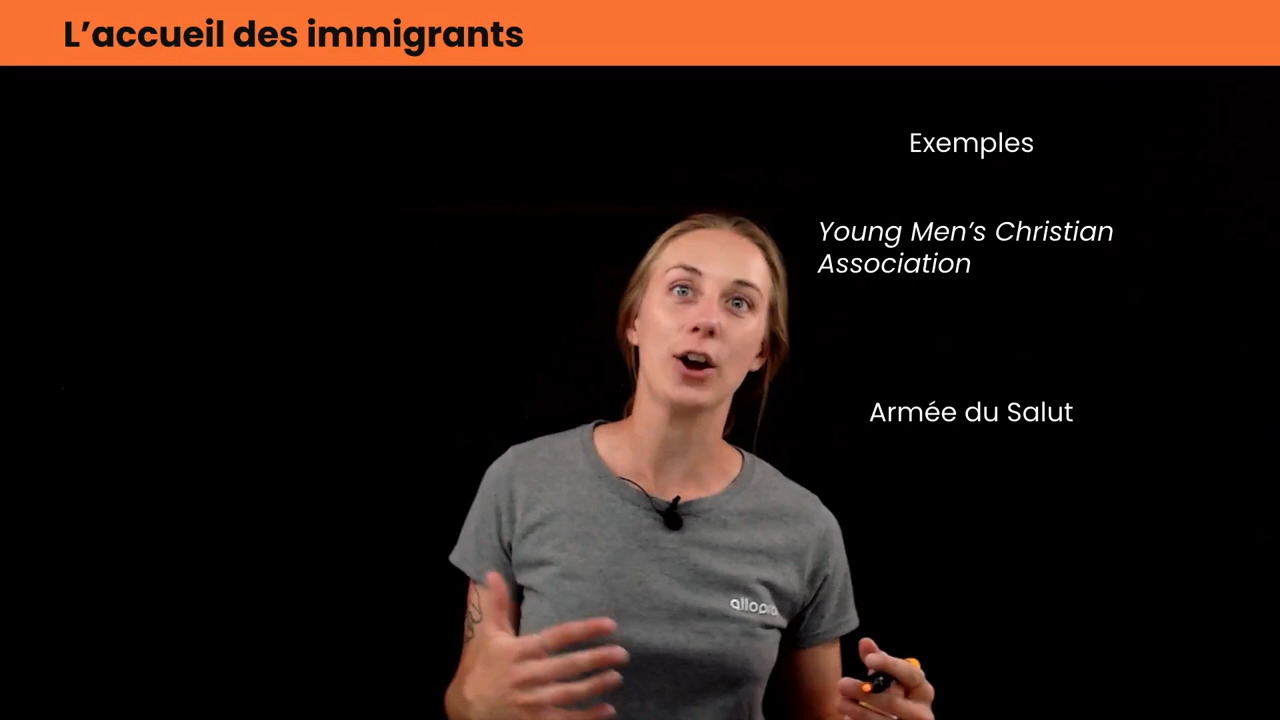 L’accueil des immigrants
Exemples
Young Men’s Christian
Association
Armée du Salut